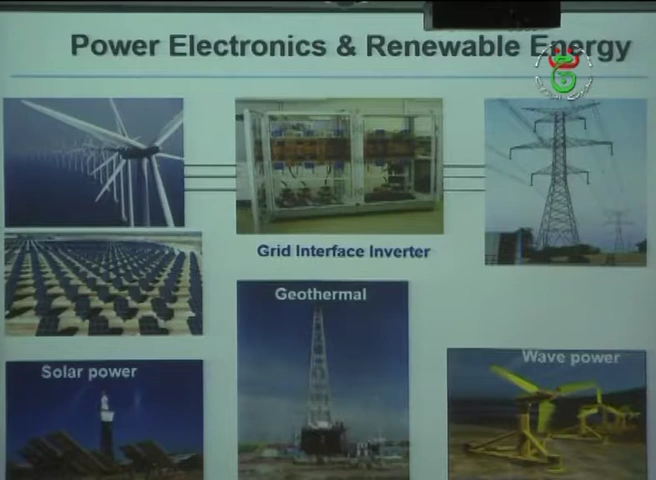 Power Electronics & Renewable Energy
Grid Interface Inverter
Geothermal
Solar power
Wave power